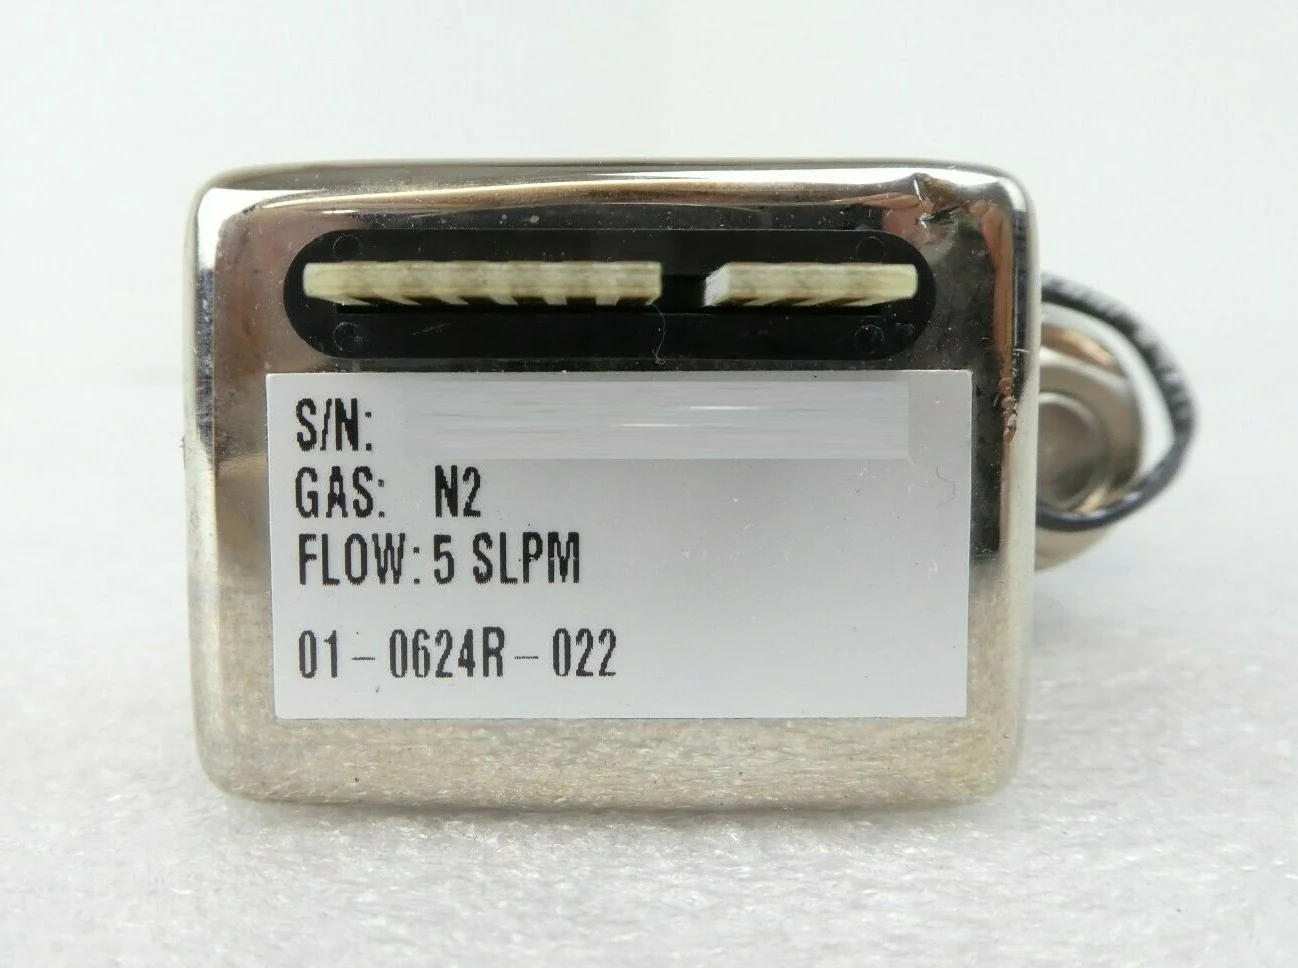 S/N:
GAS: N2
FLOW: 5 SLPM
01-0624R-022